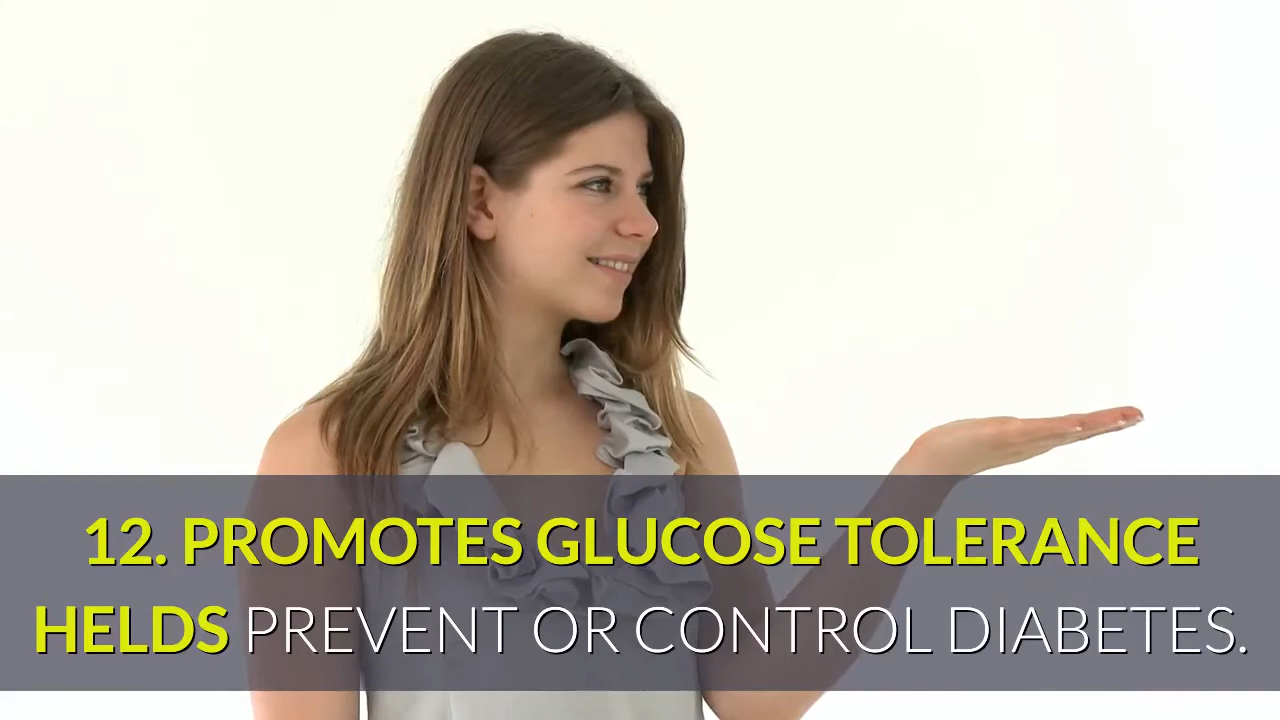 12. PROMOTES GLUCOSE TOLERANCE
HELDS PREVENT OR CONTROL DIABETES.